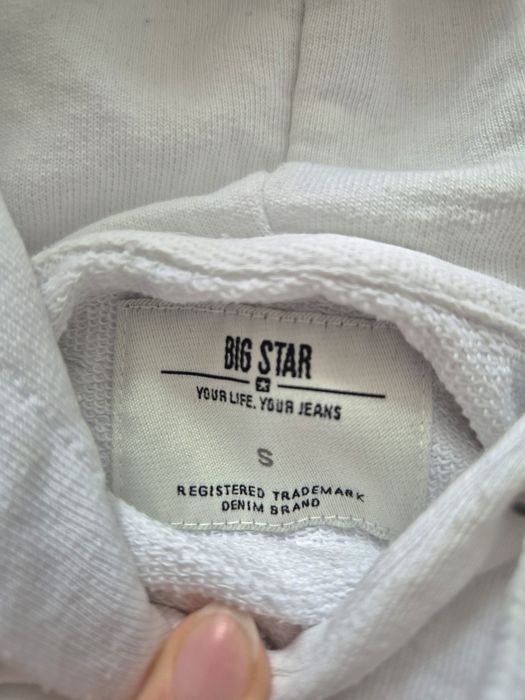 BIG STAR
YOUR LIFE. YOUR JEANS
S
REGISTERED TRADEMARK
DENIM BRAND